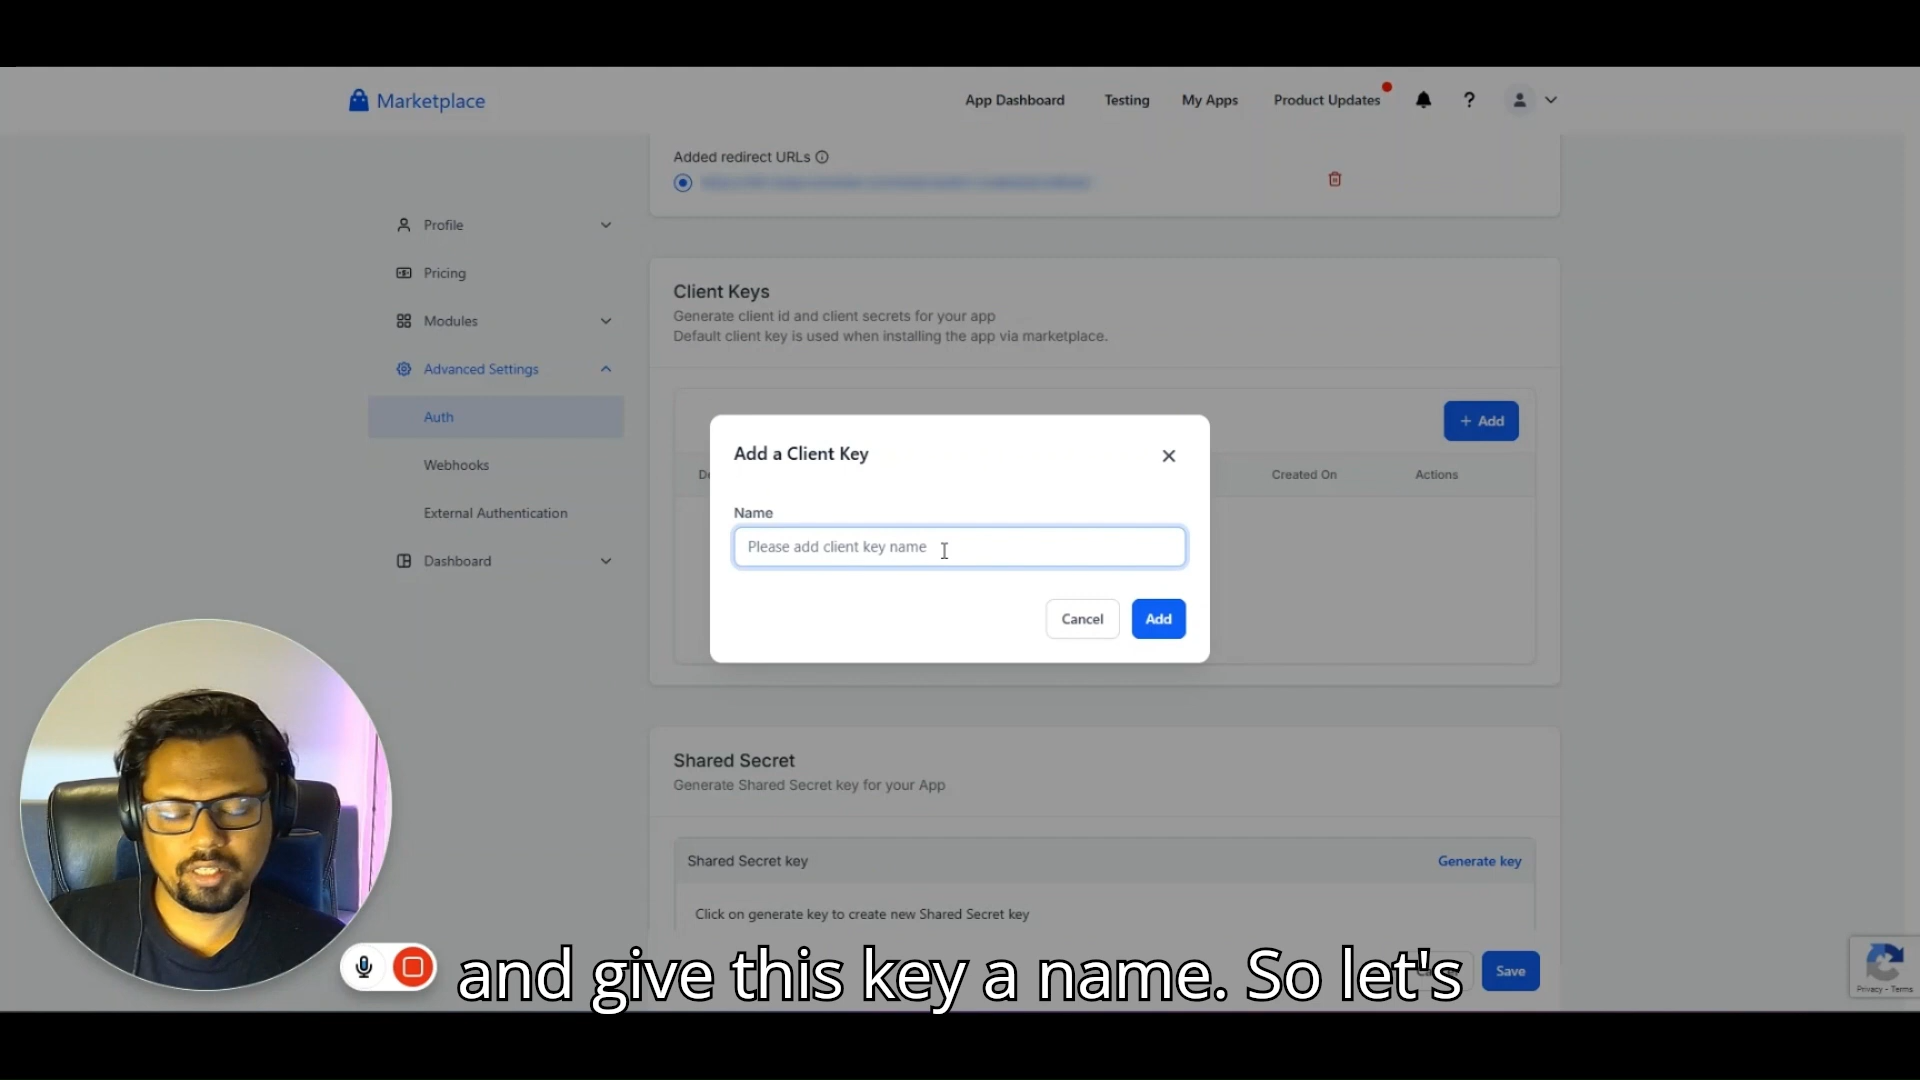 Marketplace
App Dashboard
Testing
My Apps
Product Updates
?
Added redirect URLs
Profile
Pricing
Modules
Advanced Settings
Auth
Webhooks
External Authentication
Dashboard
Client Keys
Generate client id and client secrets for your app
Default client key is used when installing the app via marketplace.
+ Add
Created On
Actions
Add a Client Key
Name
Please add client key name
Cancel
Add
Shared Secret
Generate Shared Secret key for your App
Shared Secret key
Generate key
Click on generate key to create new Shared Secret key
Save
and give this key a name. So let's
Privacy - Terms